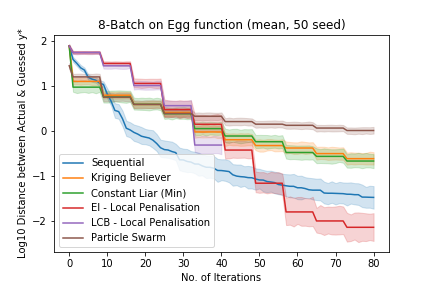 8-Batch on Egg function (mean, 50 seed)
Log10 Distance between Actual & Guessed y*
2
1
0
−1
−2
Sequential
Kriging Believer
Constant Liar (Min)
EI - Local Penalisation
LCB - Local Penalisation
Particle Swarm
0 10 20 30 40 50 60 70 80
No. of Iterations